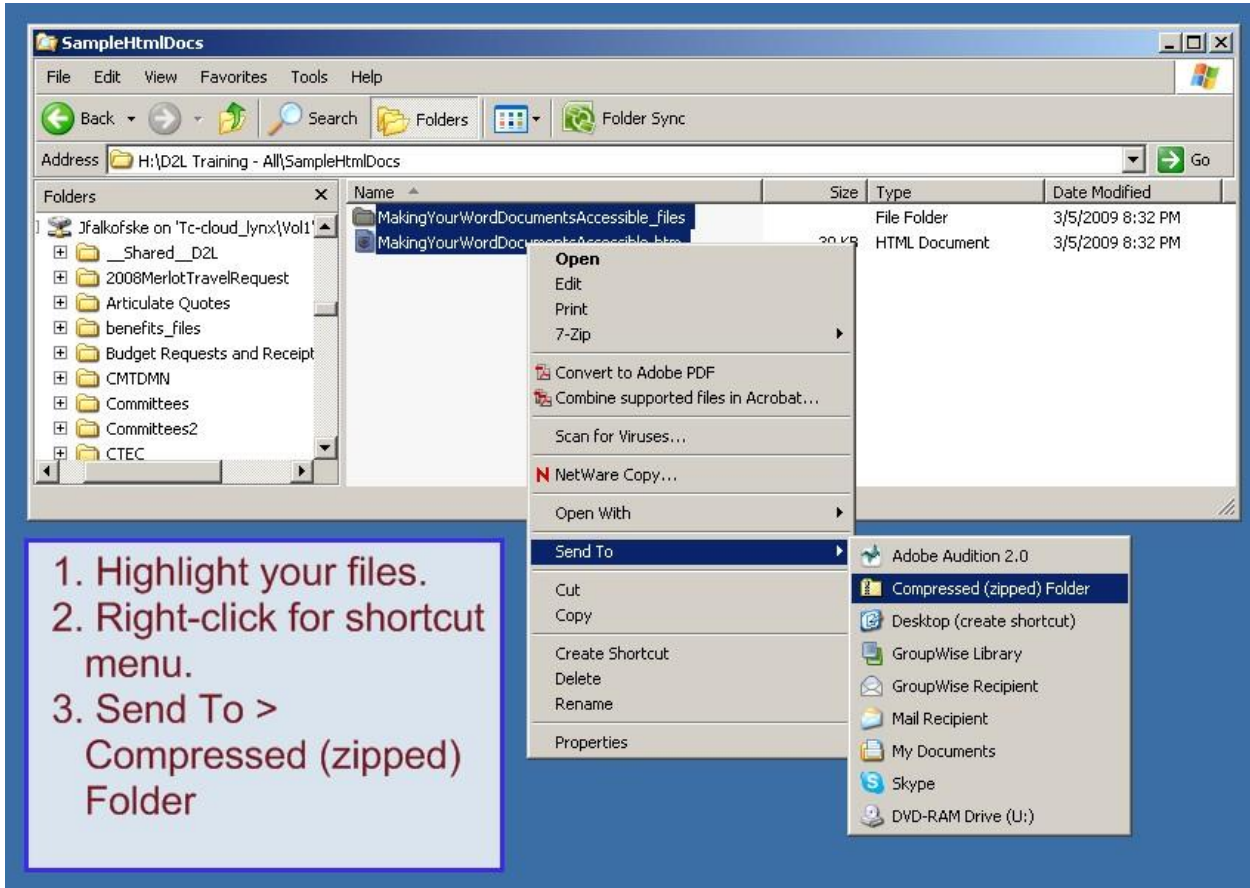 SampleHtmlDocs
File Edit View Favorites Tools Help
Back Search Folders Folder Sync
Address H:\D2L Training - All\SampleHtmlDocs Go
Folders X
Jfalkofske on 'Tc-cloud_lynx\Vol1'
__Shared__D2L
2008MerlotTravelRequest
Articulate Quotes
benefits_files
Budget Requests and Receipt
CMTDMN
Committees
Committees2
CTEC
Name Size Type Date Modified
MakingYourWordDocumentsAccessible_files File Folder 3/5/2009 8:32 PM
MakingYourWordDocumentsAccessible.htm 30 KB HTML Document 3/5/2009 8:32 PM
Open
Edit
Print
7-Zip
Convert to Adobe PDF
Combine supported files in Acrobat...
Scan for Viruses...
N NetWare Copy...
Open With
Send To
Cut
Copy
Create Shortcut
Delete
Rename
Properties
Adobe Audition 2.0
Compressed (zipped) Folder
Desktop (create shortcut)
GroupWise Library
GroupWise Recipient
Mail Recipient
My Documents
Skype
DVD-RAM Drive (U:)
1. Highlight your files.
2. Right-click for shortcut
menu.
3. Send To >
Compressed (zipped)
Folder